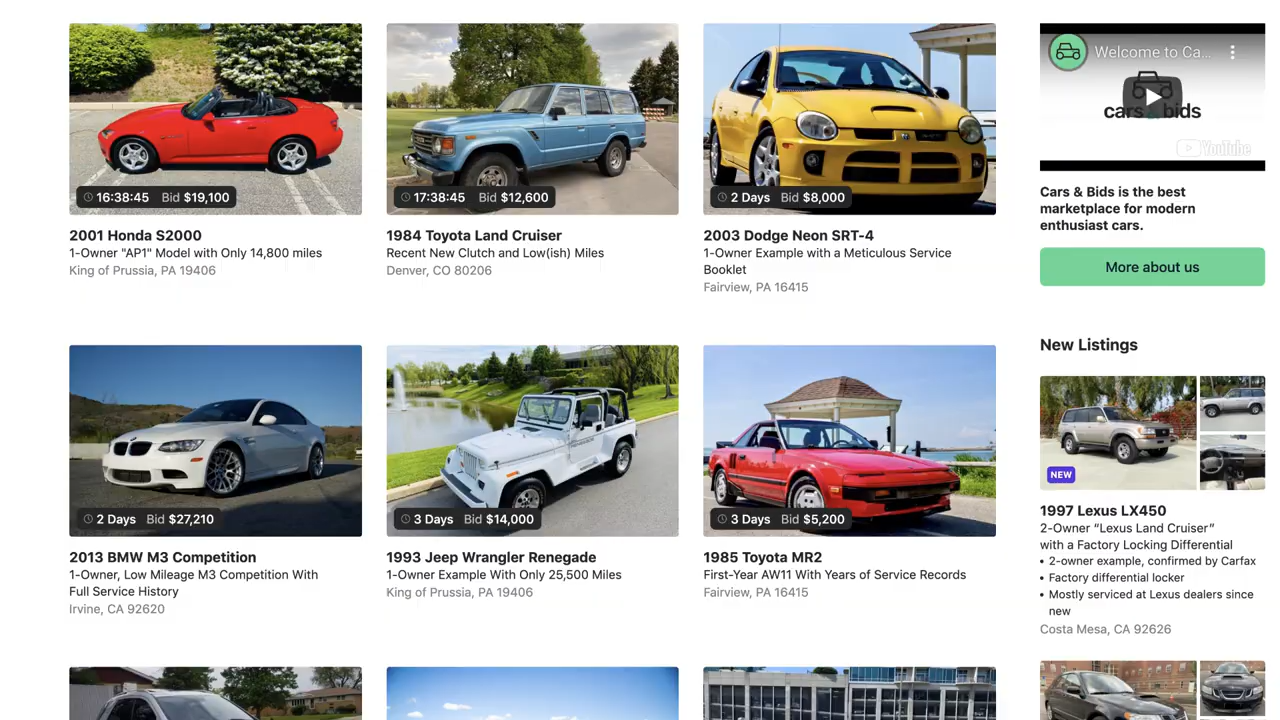 16:38:45 Bid $19,100
2001 Honda S2000
1-Owner "AP1" Model with Only 14,800 miles
King of Prussia, PA 19406
17:38:45 Bid $12,600
1984 Toyota Land Cruiser
Recent New Clutch and Low(ish) Miles
Denver, CO 80206
2 Days Bid $8,000
2003 Dodge Neon SRT-4
1-Owner Example with a Meticulous Service
Booklet
Fairview, PA 16415
2 Days Bid $27,210
2013 BMW M3 Competition
1-Owner, Low Mileage M3 Competition With
Full Service History
Irvine, CA 92620
3 Days Bid $14,000
1993 Jeep Wrangler Renegade
1-Owner Example With Only 25,500 Miles
King of Prussia, PA 19406
3 Days Bid $5,200
1985 Toyota MR2
First-Year AW11 With Years of Service Records
Fairview, PA 16415
Welcome to Ca...
cars & bids
YouTube
Cars & Bids is the best
marketplace for modern
enthusiast cars.
More about us
New Listings
NEW
1997 Lexus LX450
2-Owner “Lexus Land Cruiser”
with a Factory Locking Differential
• 2-owner example, confirmed by Carfax
• Factory differential locker
• Mostly serviced at Lexus dealers since
new
Costa Mesa, CA 92626